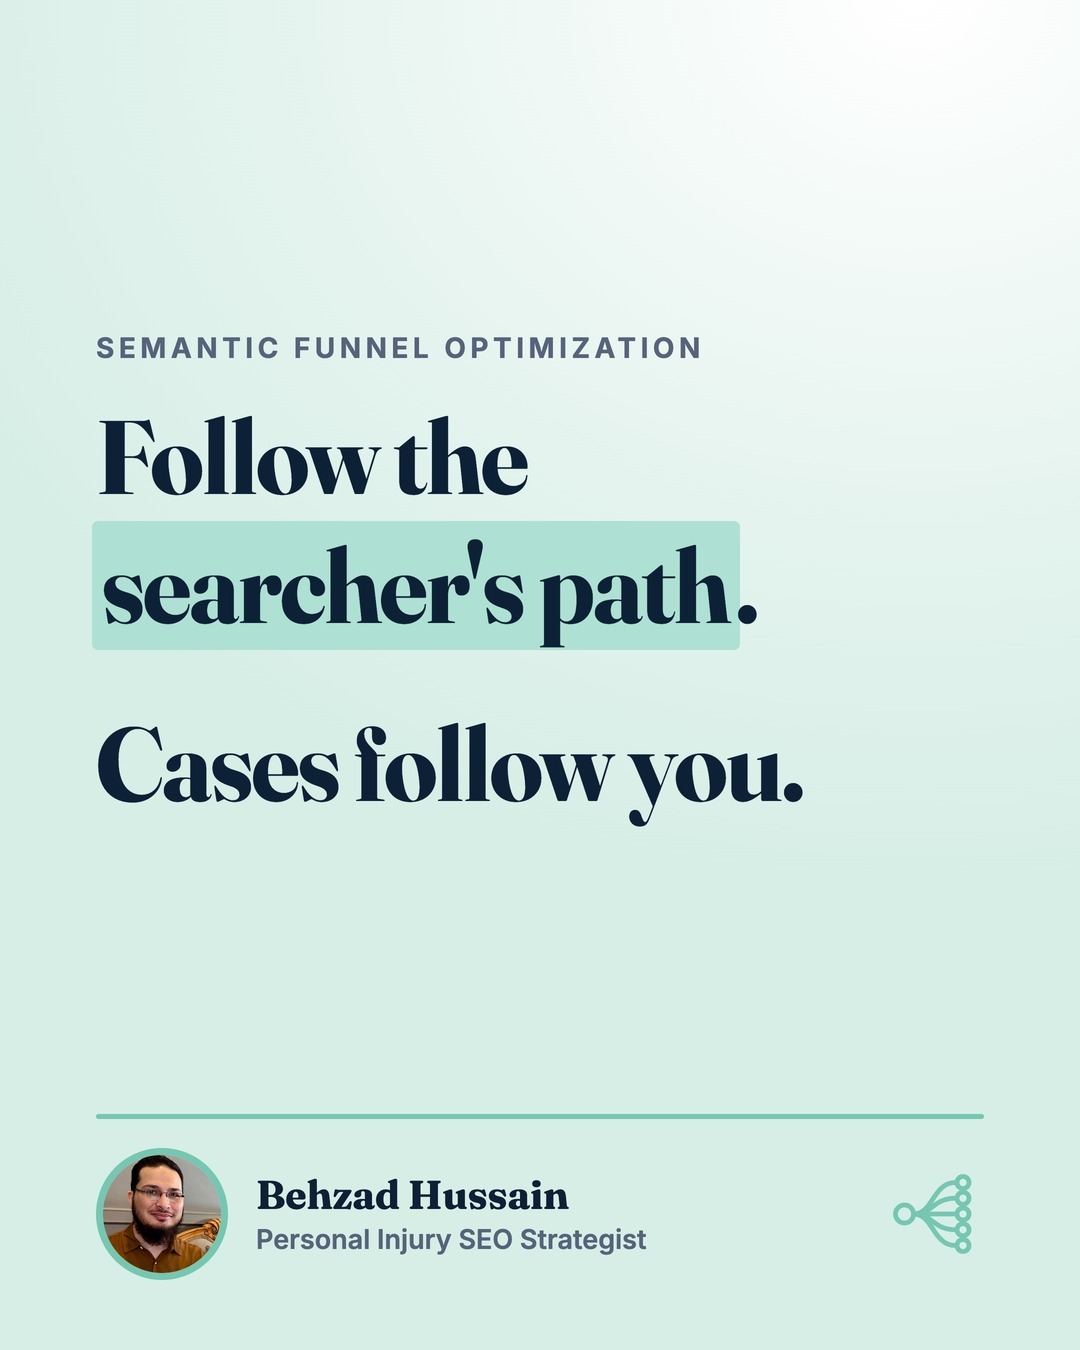 SEMANTIC FUNNEL OPTIMIZATION
Follow the
searcher's path.
Cases follow you.
Behzad Hussain
Personal Injury SEO Strategist